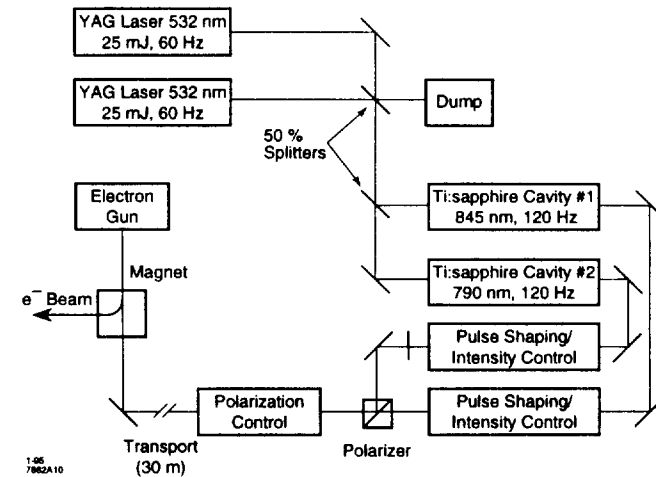 YAG Laser 532 nm
25 mJ, 60 Hz
YAG Laser 532 nm
25 mJ, 60 Hz
Dump
50 %
Splitters
Electron
Gun
Ti:sapphire Cavity #1
845 nm, 120 Hz
Magnet
Ti:sapphire Cavity #2
790 nm, 120 Hz
e⁻ Beam
Pulse Shaping/
Intensity Control
Polarization
Control
Pulse Shaping/
Intensity Control
Transport
(30 m)
Polarizer
1-95
7862A10